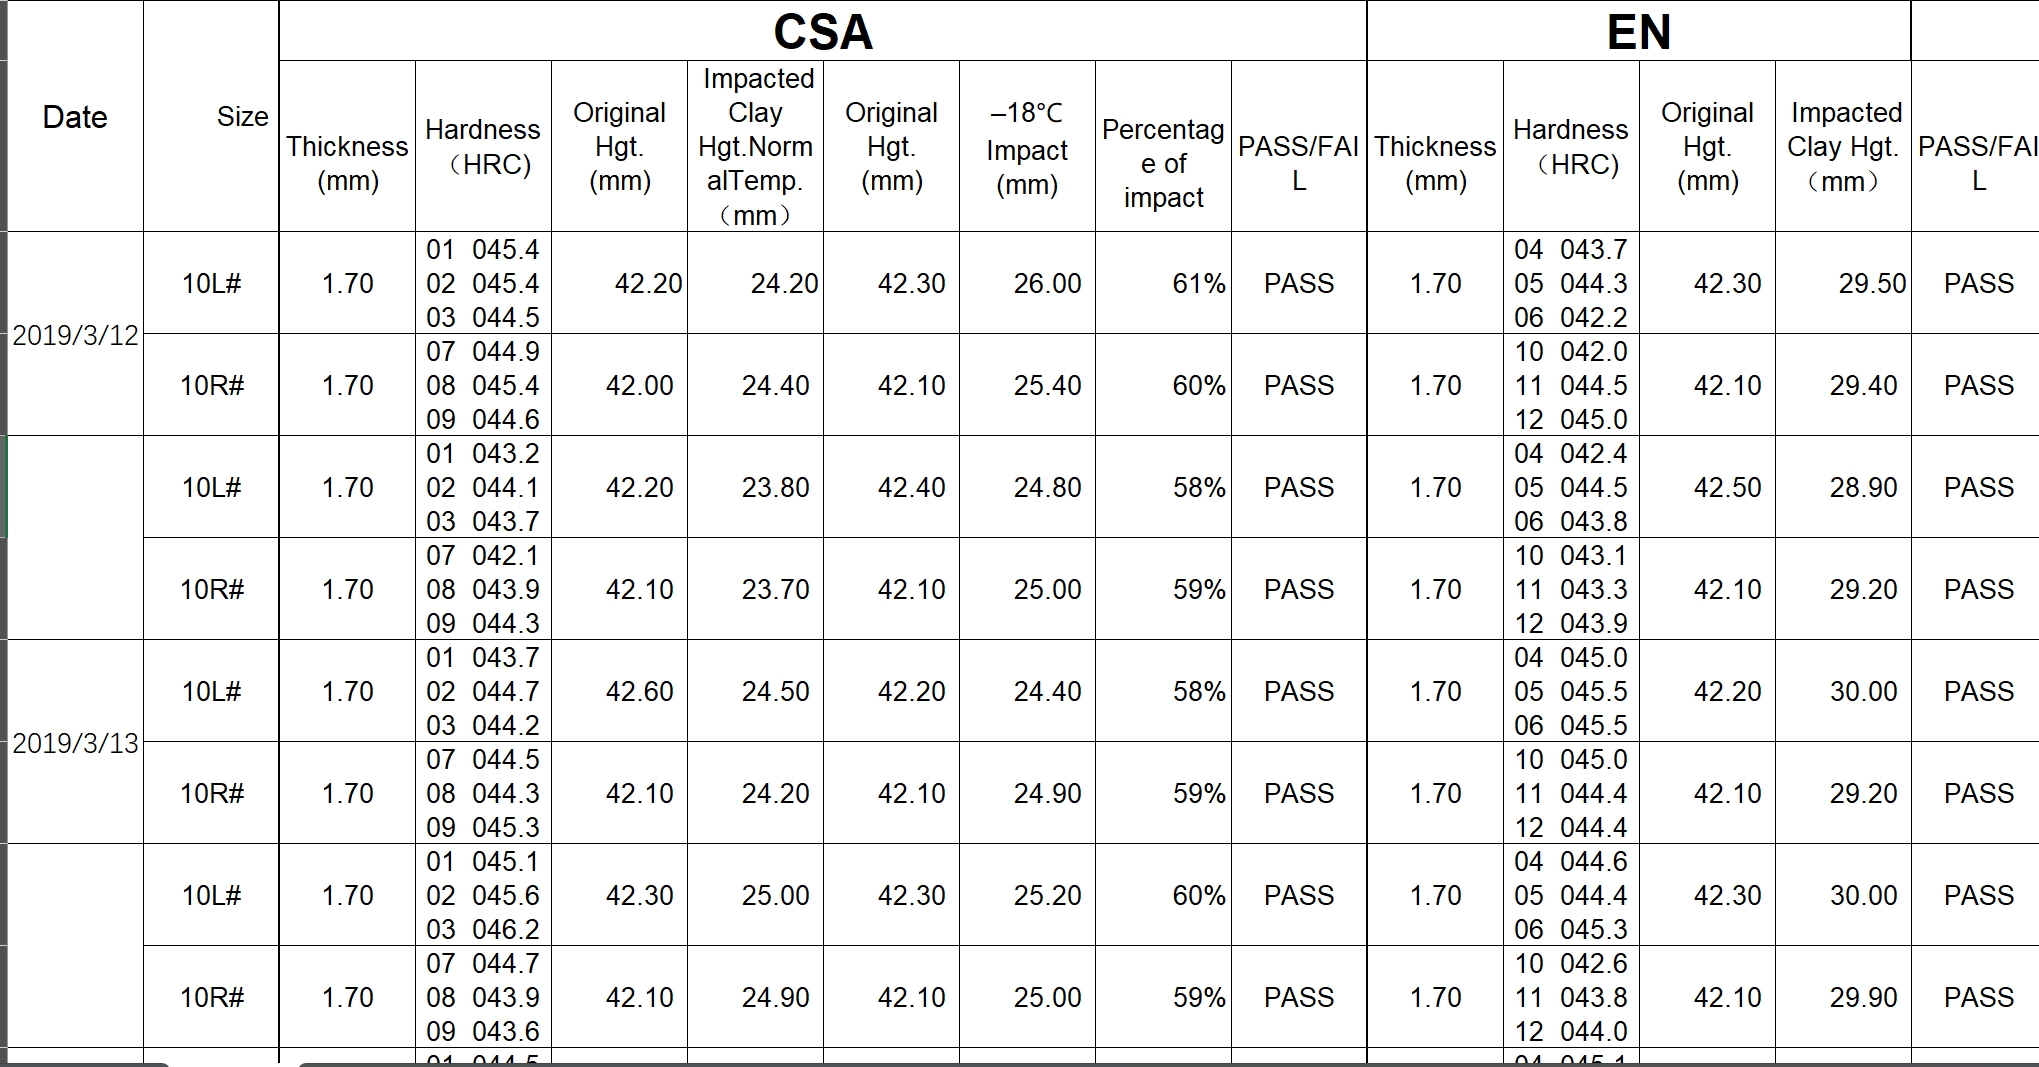 CSA
EN
Date
Size
Thickness
(mm)
Hardness
（HRC)
Original
Hgt.
(mm)
Impacted
Clay
Hgt.Norm
alTemp.
（mm）
Original
Hgt.
(mm)
–18°C
Impact
(mm)
Percentag
e of
impact
PASS/FAI
L
Thickness
(mm)
Hardness
（HRC)
Original
Hgt.
(mm)
Impacted
Clay Hgt.
（mm）
PASS/FAI
L
2019/3/12
10L#
1.70
01 045.4
02 045.4
03 044.5
42.20
24.20
42.30
26.00
61%
PASS
1.70
04 043.7
05 044.3
06 042.2
42.30
29.50
PASS
10R#
1.70
07 044.9
08 045.4
09 044.6
42.00
24.40
42.10
25.40
60%
PASS
1.70
10 042.0
11 044.5
12 045.0
42.10
29.40
PASS
10L#
1.70
01 043.2
02 044.1
03 043.7
42.20
23.80
42.40
24.80
58%
PASS
1.70
04 042.4
05 044.5
06 043.8
42.50
28.90
PASS
10R#
1.70
07 042.1
08 043.9
09 044.3
42.10
23.70
42.10
25.00
59%
PASS
1.70
10 043.1
11 043.3
12 043.9
42.10
29.20
PASS
2019/3/13
10L#
1.70
01 043.7
02 044.7
03 044.2
42.60
24.50
42.20
24.40
58%
PASS
1.70
04 045.0
05 045.5
06 045.5
42.20
30.00
PASS
10R#
1.70
07 044.5
08 044.3
09 045.3
42.10
24.20
42.10
24.90
59%
PASS
1.70
10 045.0
11 044.4
12 044.4
42.10
29.20
PASS
10L#
1.70
01 045.1
02 045.6
03 046.2
42.30
25.00
42.30
25.20
60%
PASS
1.70
04 044.6
05 044.4
06 045.3
42.30
30.00
PASS
10R#
1.70
07 044.7
08 043.9
09 043.6
42.10
24.90
42.10
25.00
59%
PASS
1.70
10 042.6
11 043.8
12 044.0
42.10
29.90
PASS